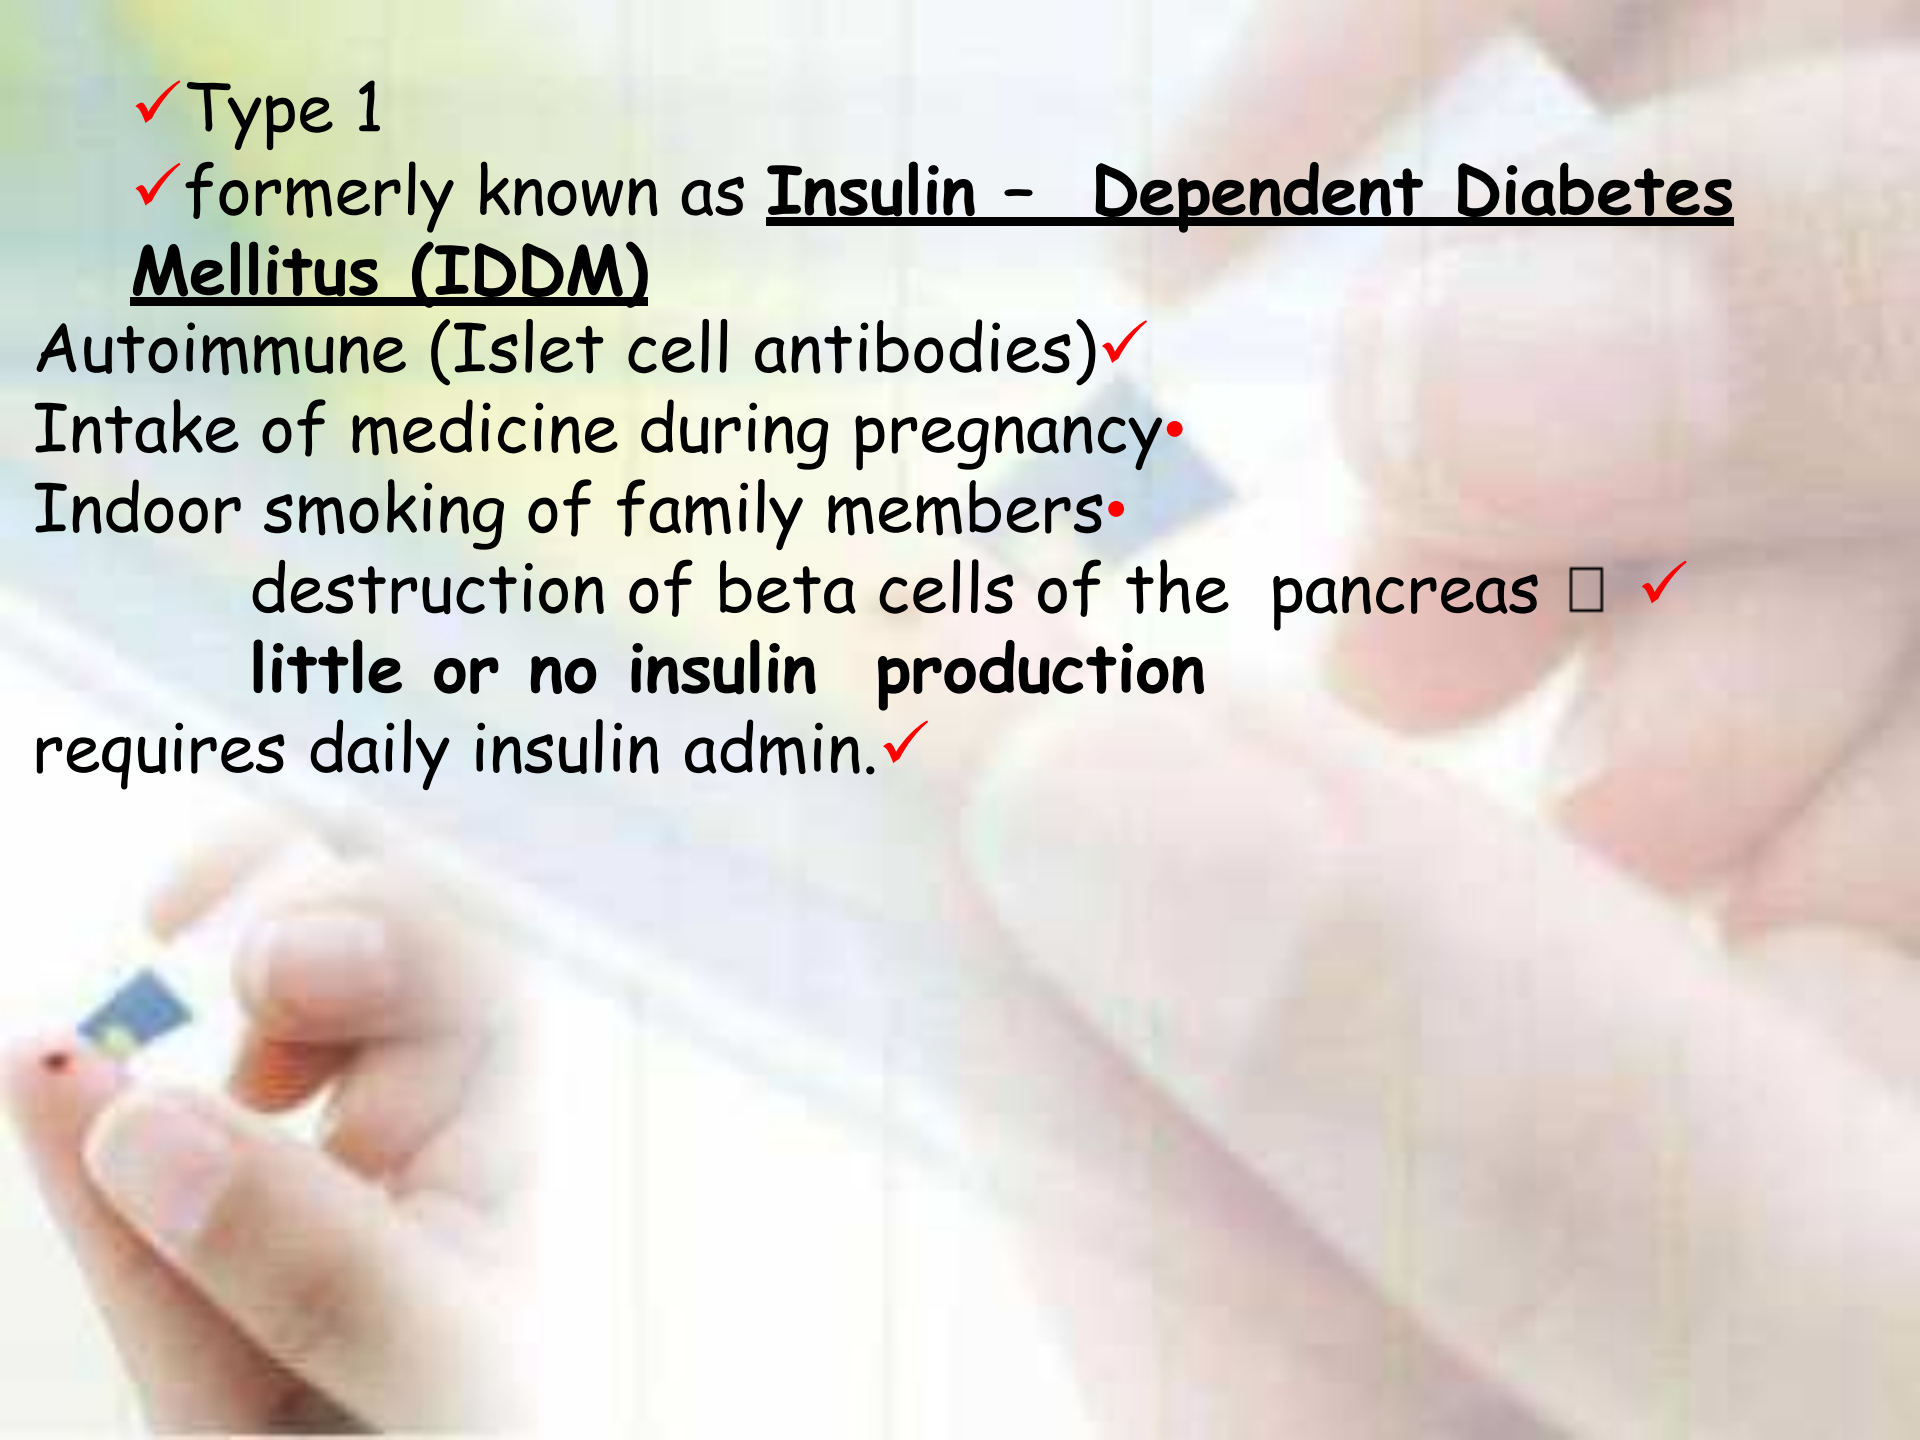 ✓Type 1
✓formerly known as Insulin – Dependent Diabetes
Mellitus (IDDM)
Autoimmune (Islet cell antibodies)✓
Intake of medicine during pregnancy•
Indoor smoking of family members•
destruction of beta cells of the pancreas □ ✓
little or no insulin production
requires daily insulin admin.✓